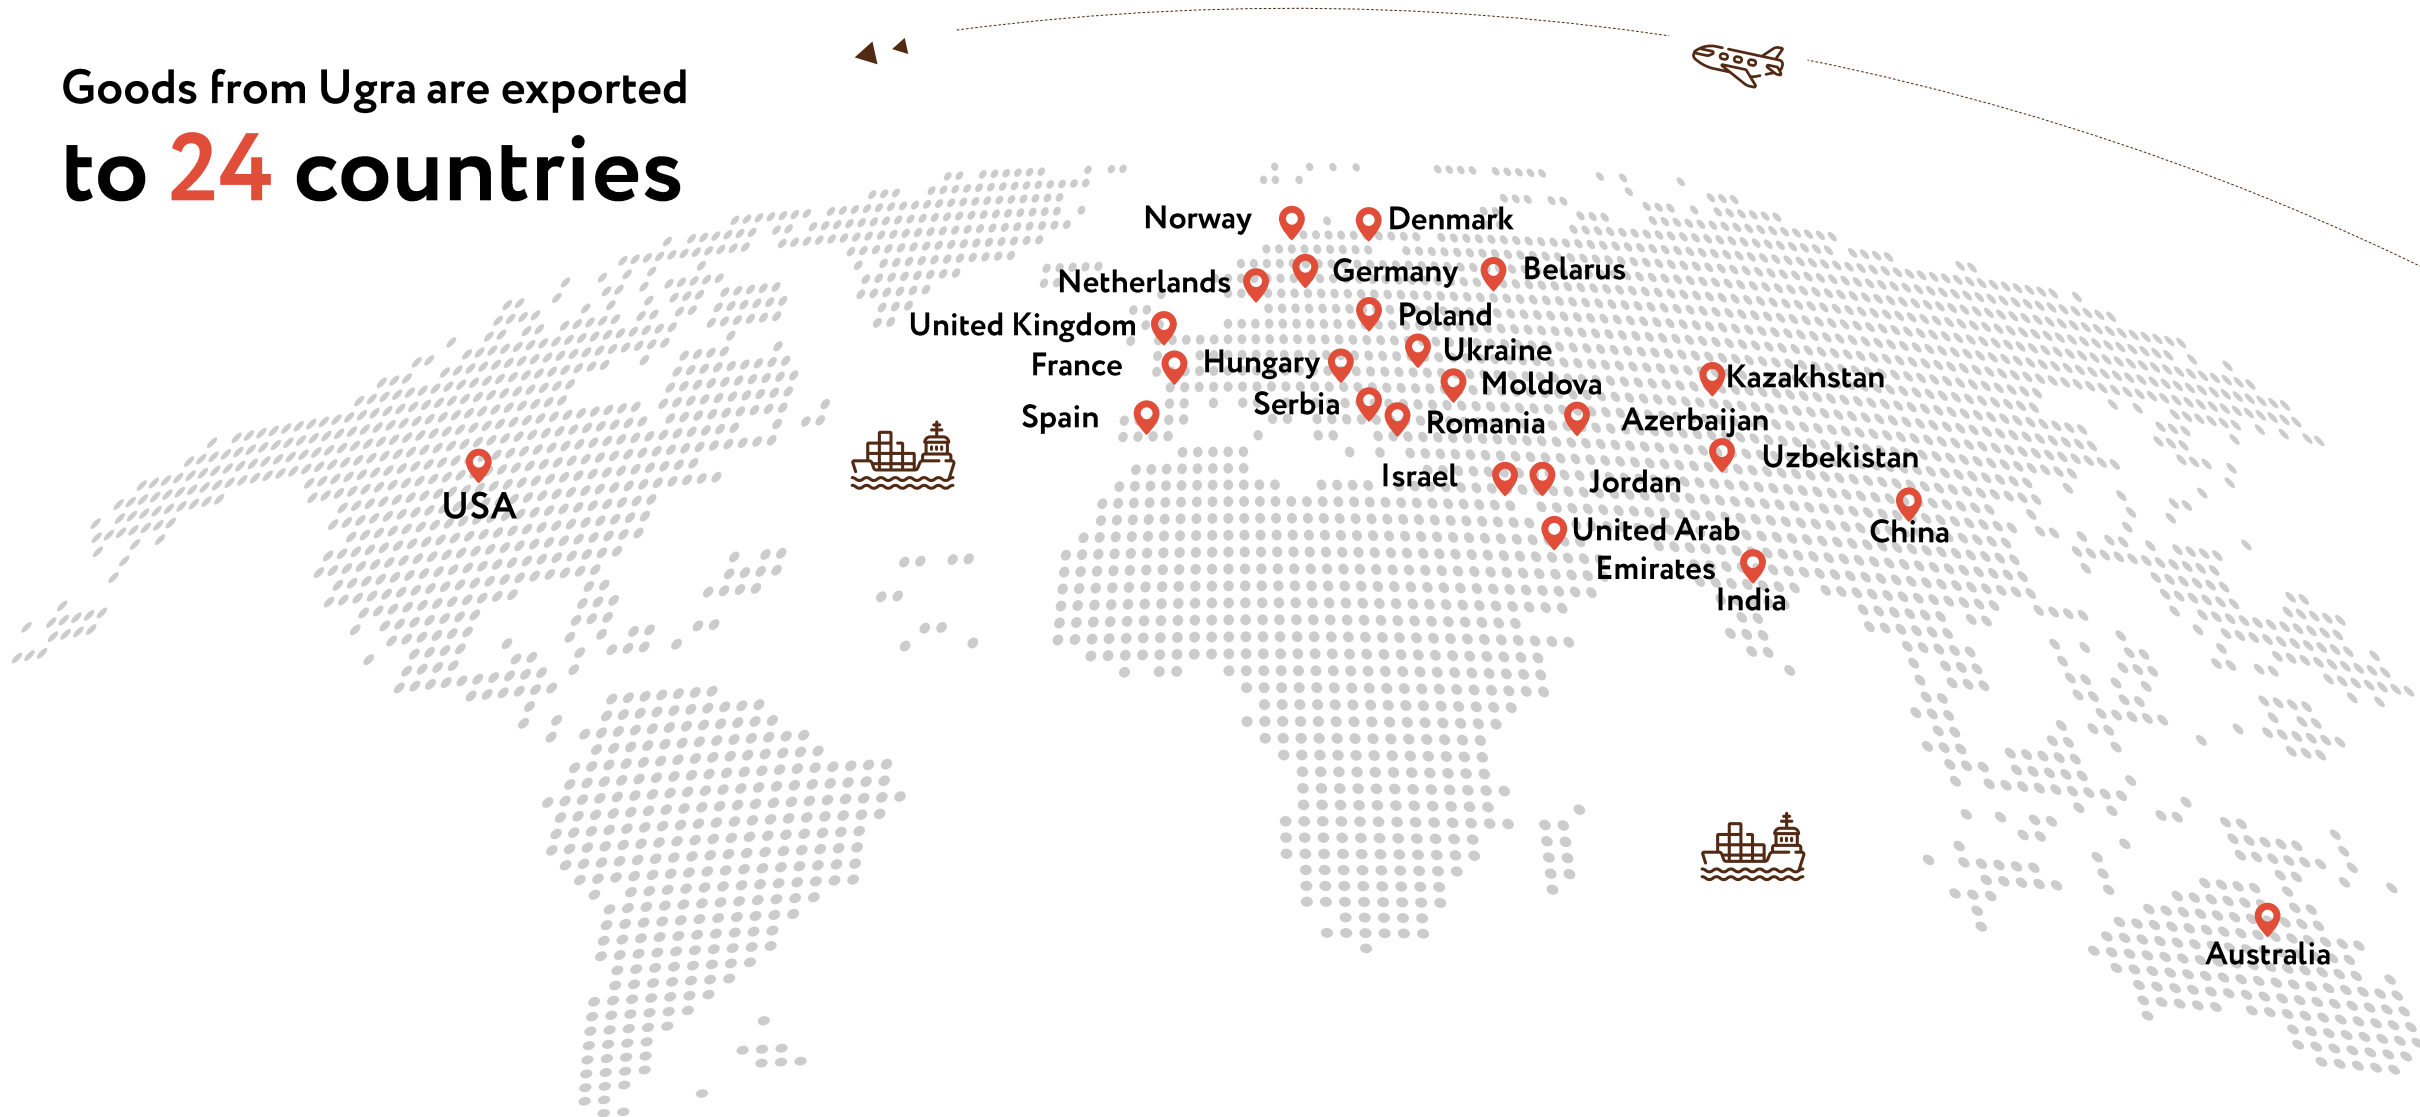 Goods from Ugra are exported
to 24 countries
Norway
Denmark
Netherlands
Germany
Belarus
United Kingdom
Poland
France
Hungary
Ukraine
Moldova
Kazakhstan
Spain
Serbia
Romania
Azerbaijan
Uzbekistan
USA
Israel
Jordan
China
United Arab
Emirates
India
Australia